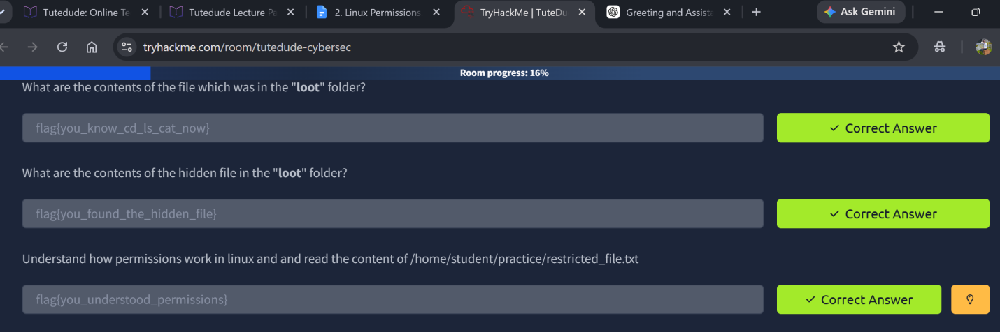 Tutedude: Online Te
Tutedude Lecture Pa
2. Linux Permissions.
TryHackMe | TuteDu
Greeting and Assista
Ask Gemini
tryhackme.com/room/tutedude-cybersec
Room progress: 16%
What are the contents of the file which was in the "loot" folder?
flag{you_know_cd_ls_cat_now}
Correct Answer
What are the contents of the hidden file in the "loot" folder?
flag{you_found_the_hidden_file}
Correct Answer
Understand how permissions work in linux and and read the content of /home/student/practice/restricted_file.txt
flag{you_understood_permissions}
Correct Answer